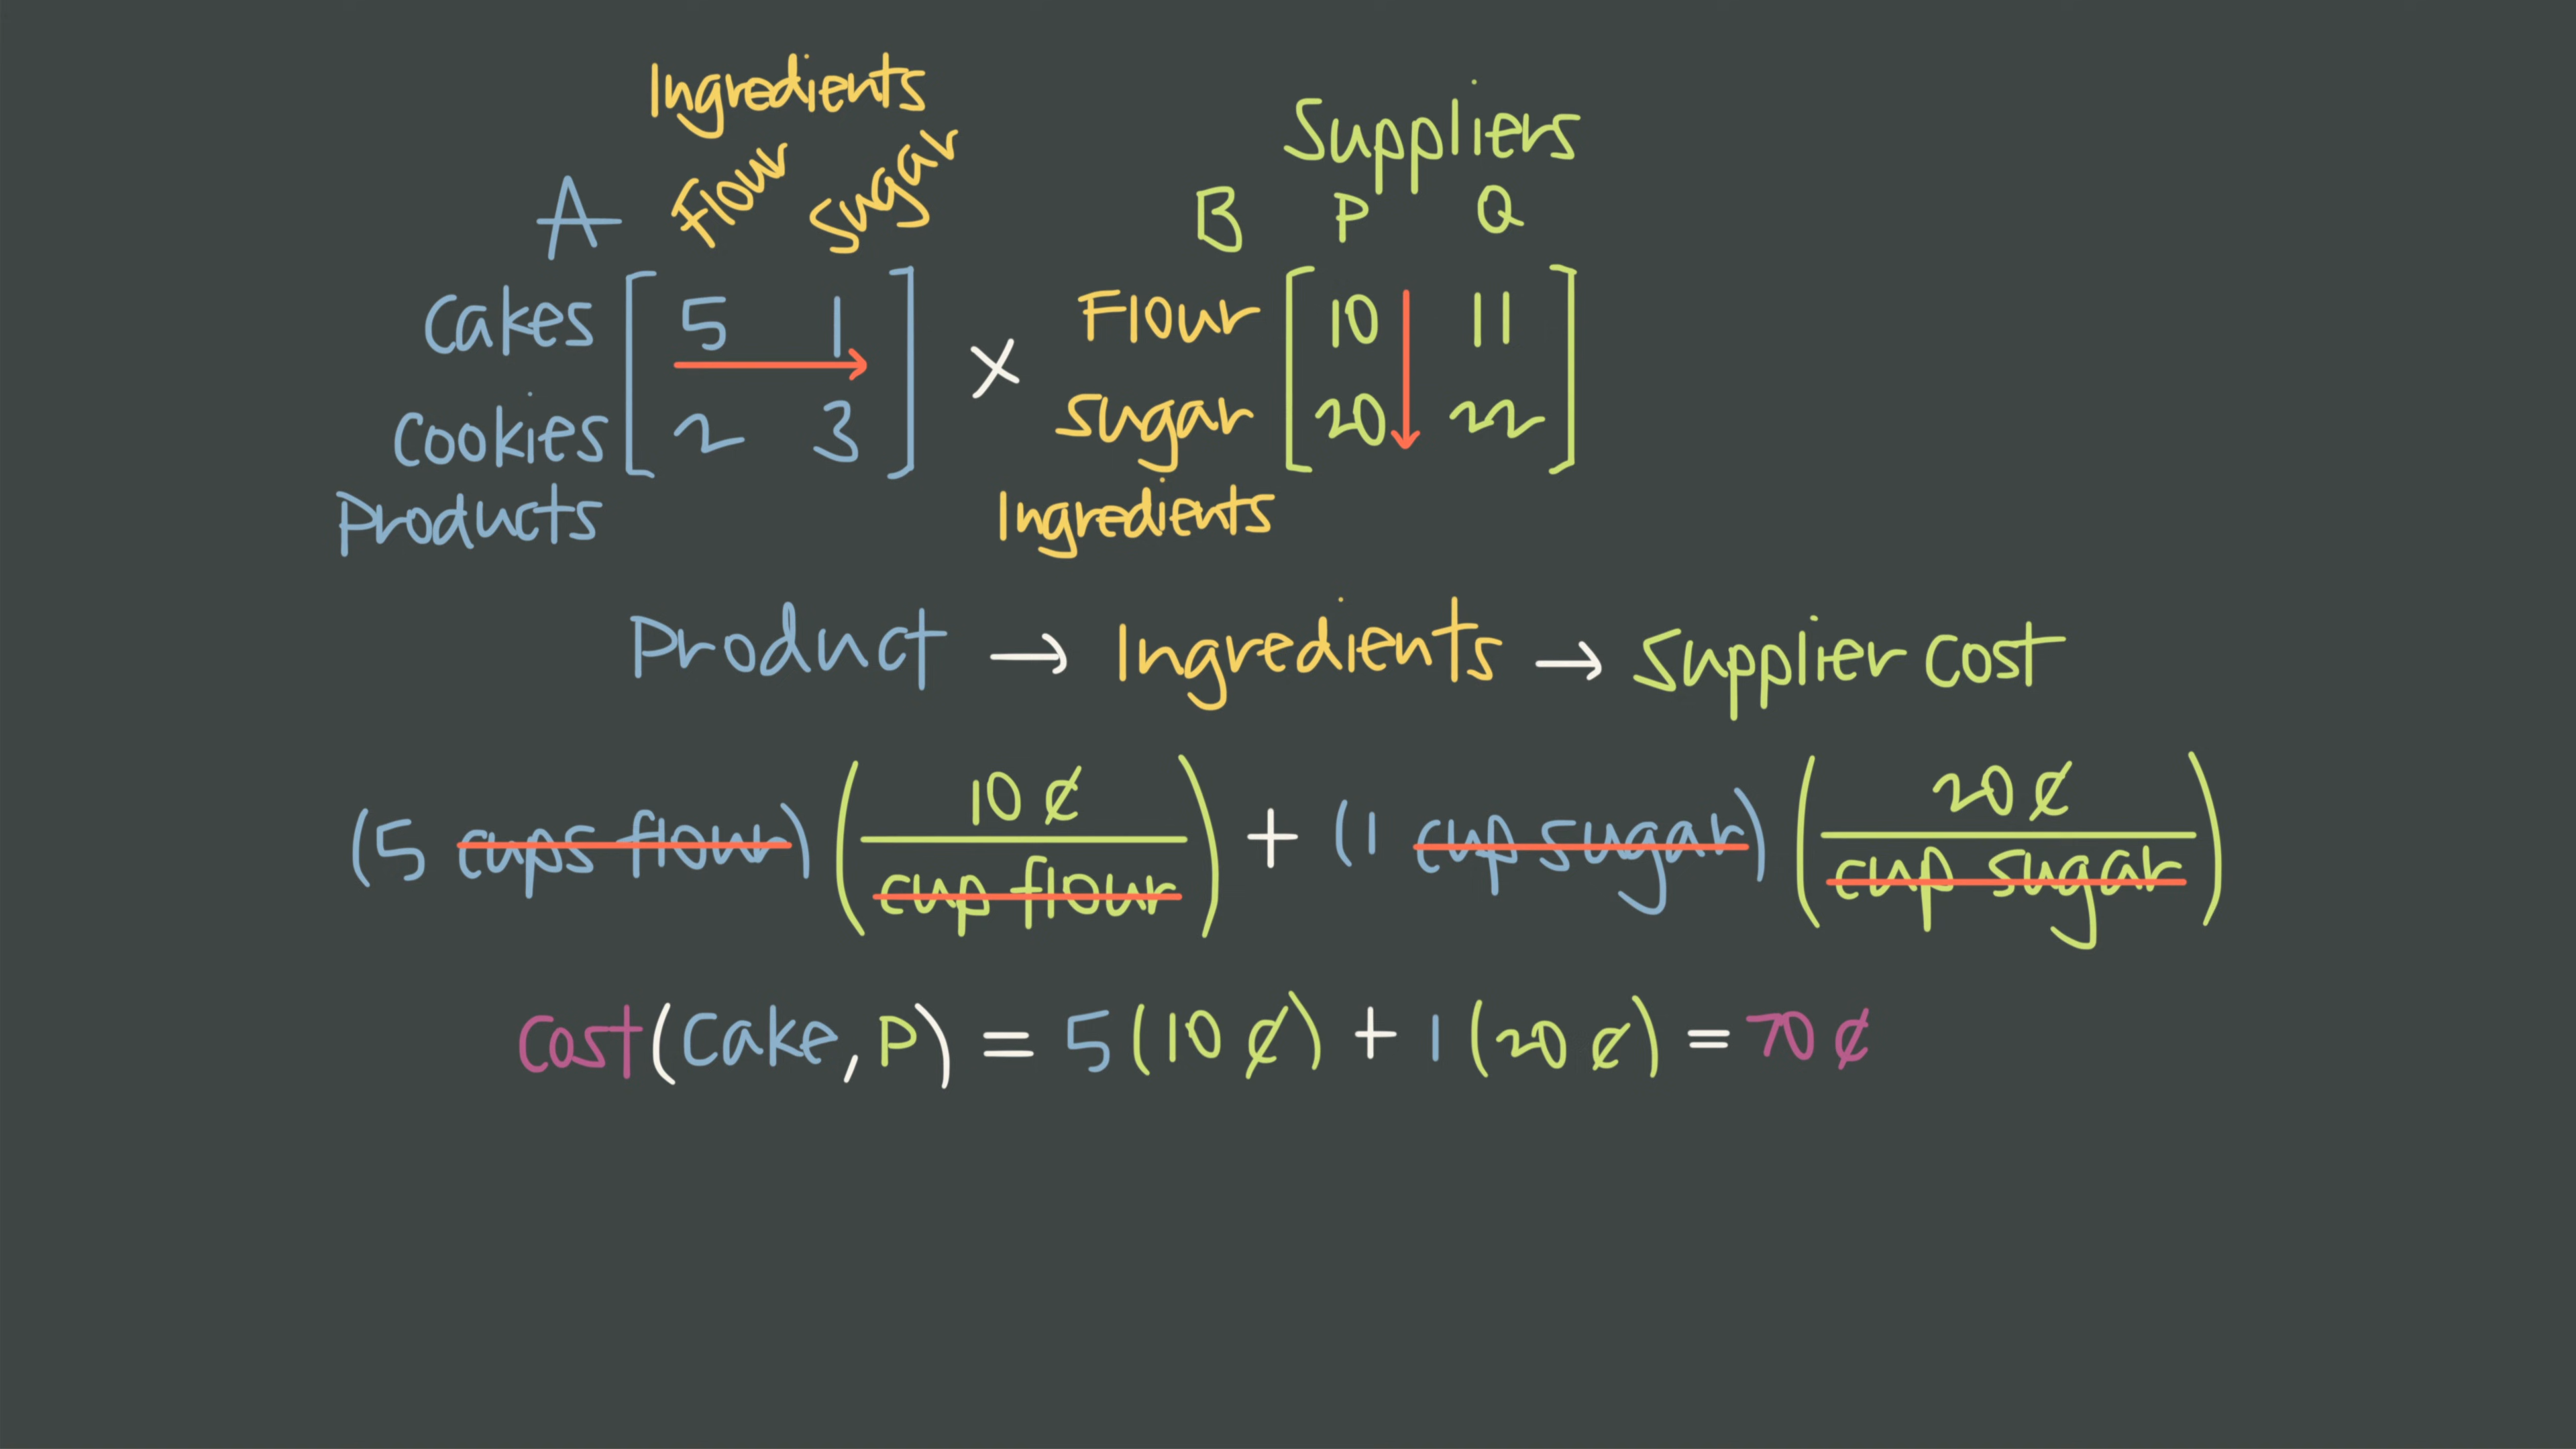 Ingredients
Flour Sugar
Suppliers
A
B P Q
Cakes [ 5 1 ] × Flour [ 10 11 ]
Cookies [ 2 3 ] Sugar [ 20 22 ]
Products Ingredients
Product → Ingredients → Supplier cost
(5 cups flour) (10 ¢ / cup flour) + (1 cup sugar) (20 ¢ / cup sugar)
Cost(Cake, P) = 5 (10 ¢) + 1 (20 ¢) = 70 ¢